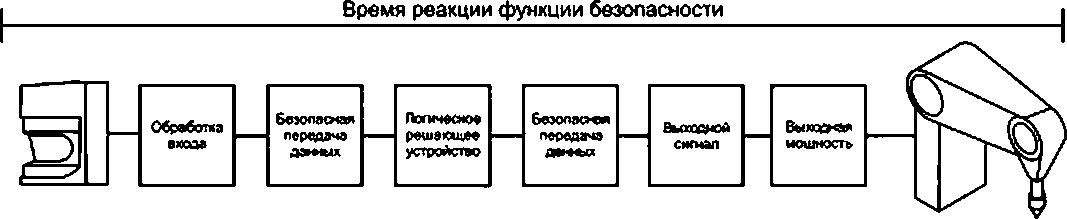 Время реакции функции безопасности
Обработка
входа
Безопасная
передача
данных
Логическое
решающее
устройство
Безопасная
передача
данных
Выходной
сигнал
Выходная
мощность